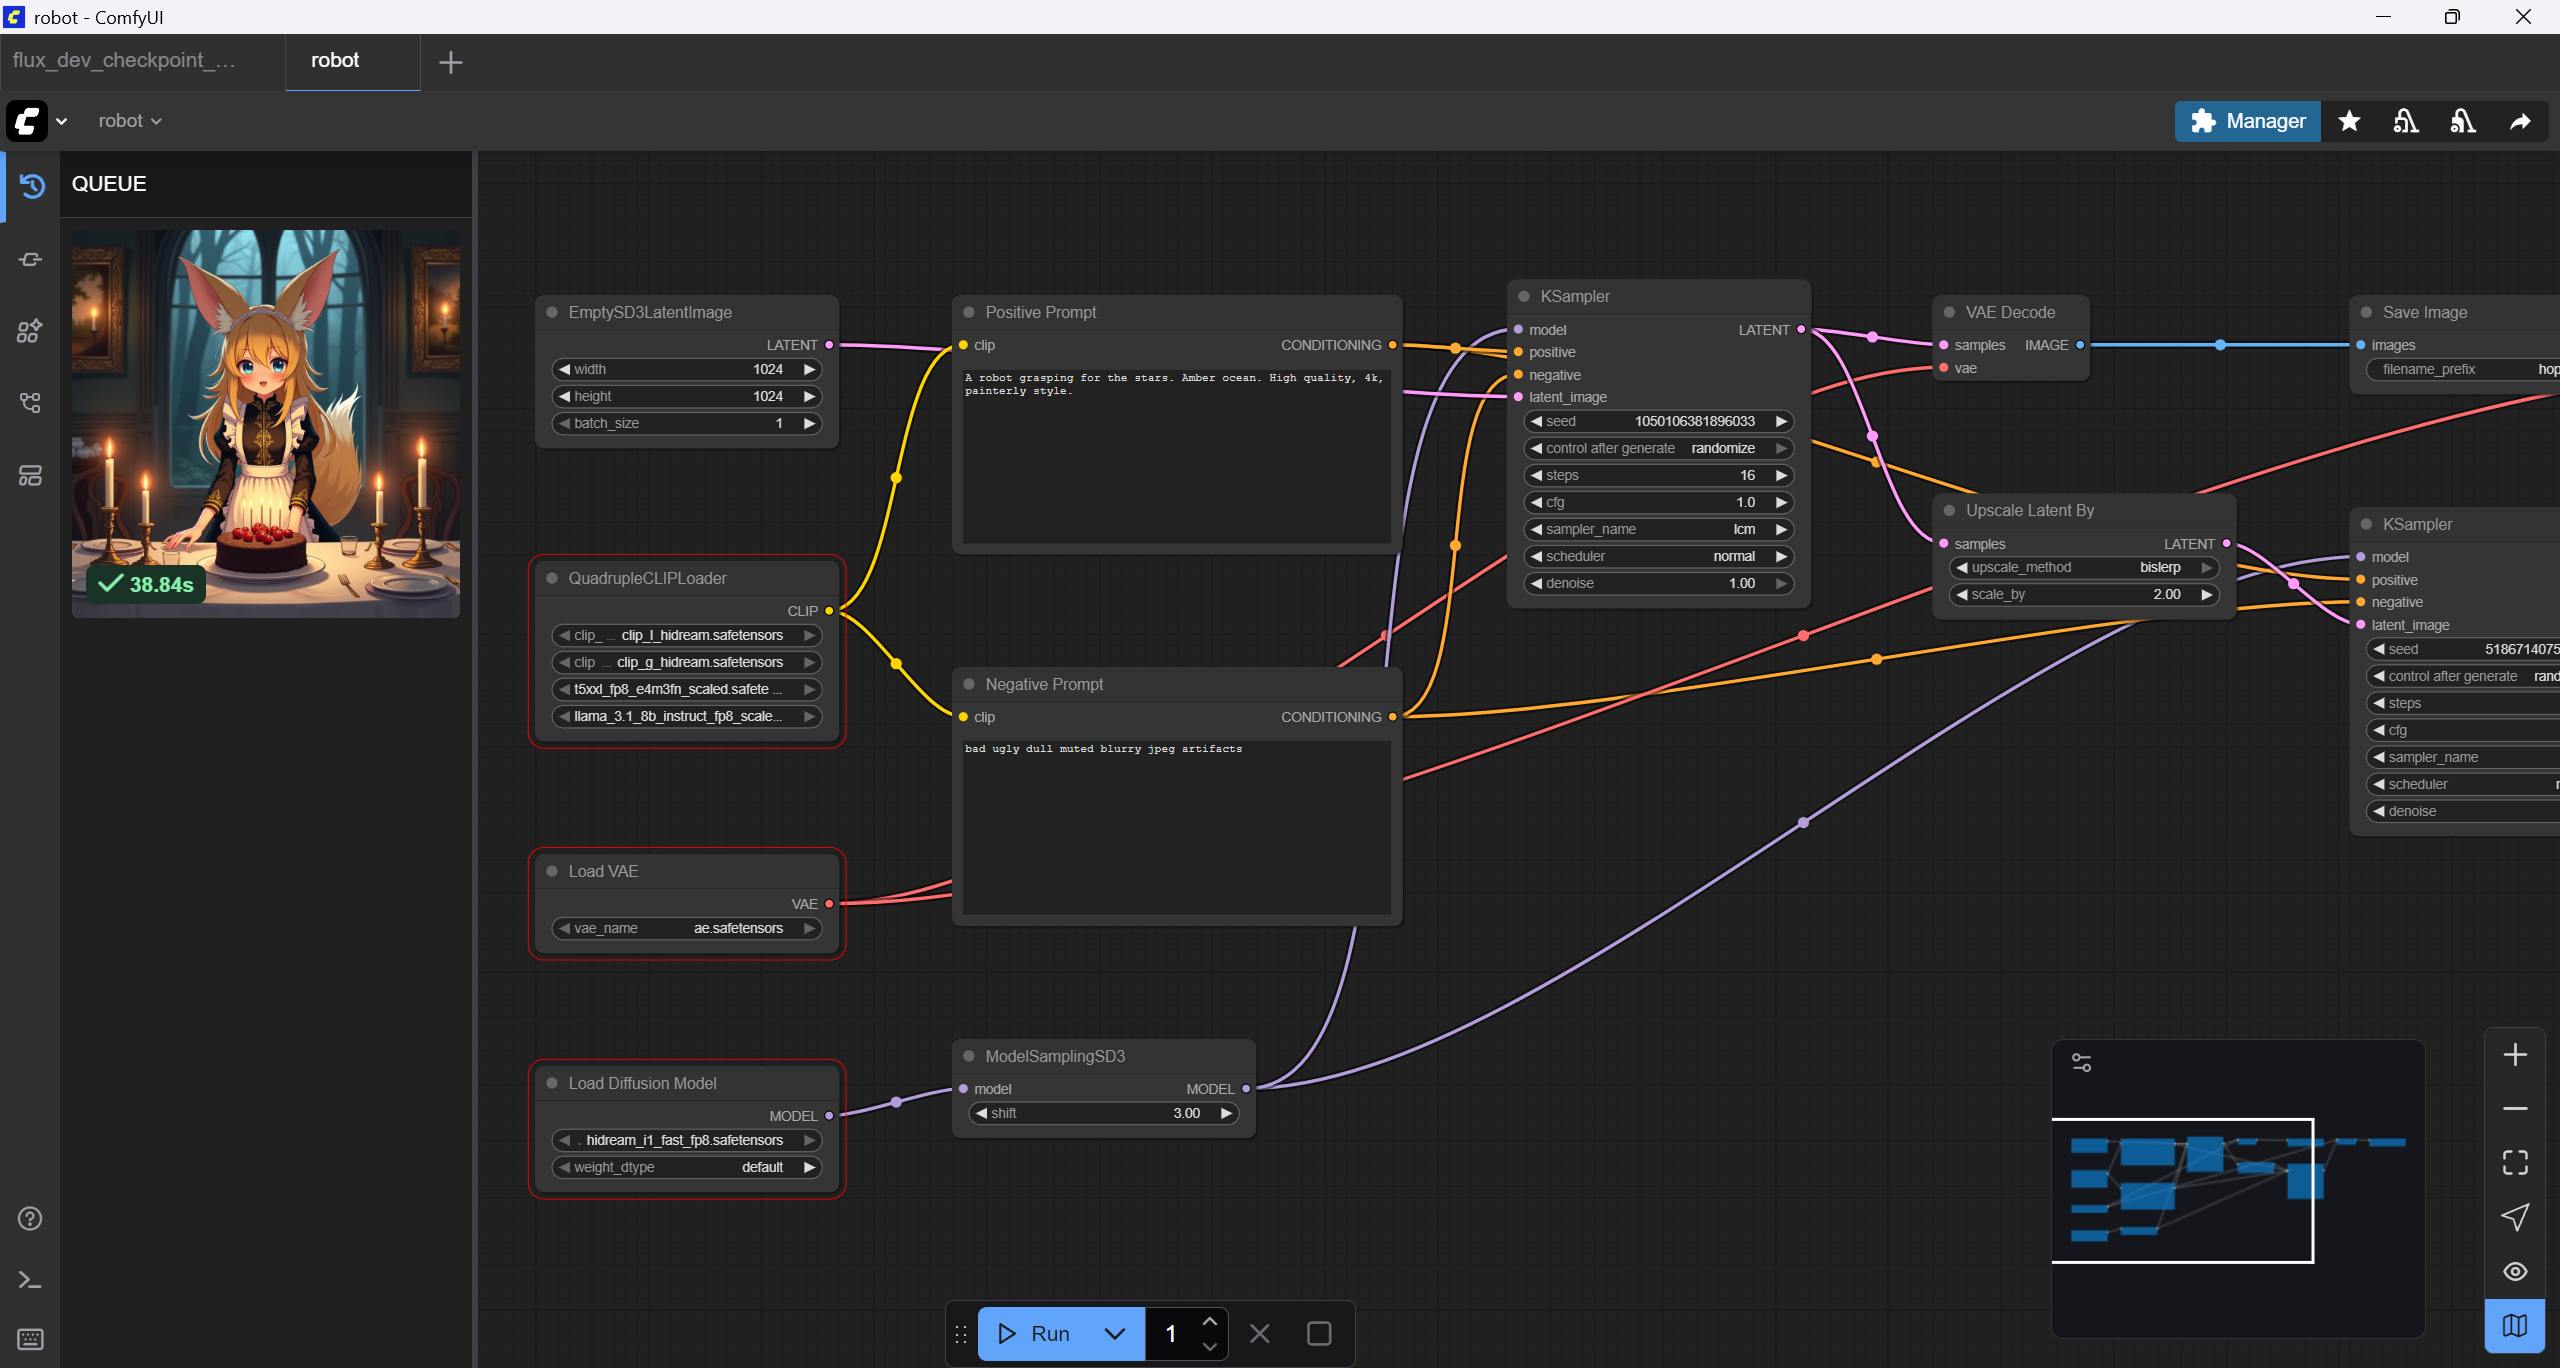 robot - ComfyUI
flux_dev_checkpoint_...
robot
robot
Manager
QUEUE
38.84s
EmptySD3LatentImage
LATENT
width 1024
height 1024
batch_size 1
QuadrupleCLIPLoader
CLIP
clip_ ... clip_l_hidream.safetensors
clip ... clip_g_hidream.safetensors
t5xxl_fp8_e4m3fn_scaled.safete ...
llama_3.1_8b_instruct_fp8_scale...
Load VAE
VAE
vae_name ae.safetensors
Load Diffusion Model
MODEL
. hidream_i1_fast_fp8.safetensors
weight_dtype default
Positive Prompt
clip CONDITIONING
A robot grasping for the stars. Amber ocean. High quality, 4k,
painterly style.
Negative Prompt
clip CONDITIONING
bad ugly dull muted blurry jpeg artifacts
ModelSamplingSD3
model MODEL
shift 3.00
KSampler
model LATENT
positive
negative
latent_image
seed 1050106381896033
control after generate randomize
steps 16
cfg 1.0
sampler_name lcm
scheduler normal
denoise 1.00
VAE Decode
samples IMAGE
vae
Upscale Latent By
samples LATENT
upscale_method bislerp
scale_by 2.00
Save Image
images
filename_prefix hop
KSampler
model
positive
negative
latent_image
seed 5186714075
control after generate rand
steps
cfg
sampler_name
scheduler
denoise
Run 1